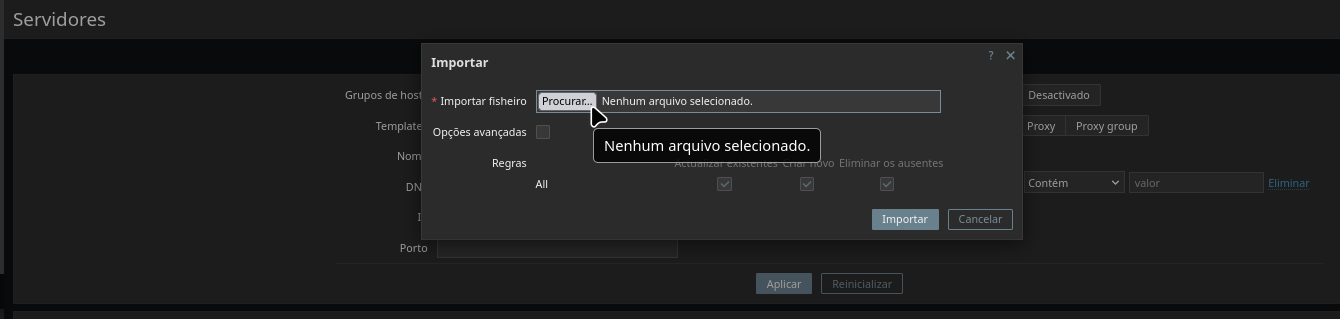 Servidores
Importar
?
Grupos de host
* Importar fisheiro
Procurar...
Nenhum arquivo selecionado.
Desactivado
Template
Opções avançadas
Nenhum arquivo selecionado.
Proxy
Proxy group
Nom
Regras
Actualizar existentes
Criar novo
Eliminar os ausentes
DN
All
Contém
valor
Eliminar
I
Importar
Cancelar
Porto
Aplicar
Reinicializar